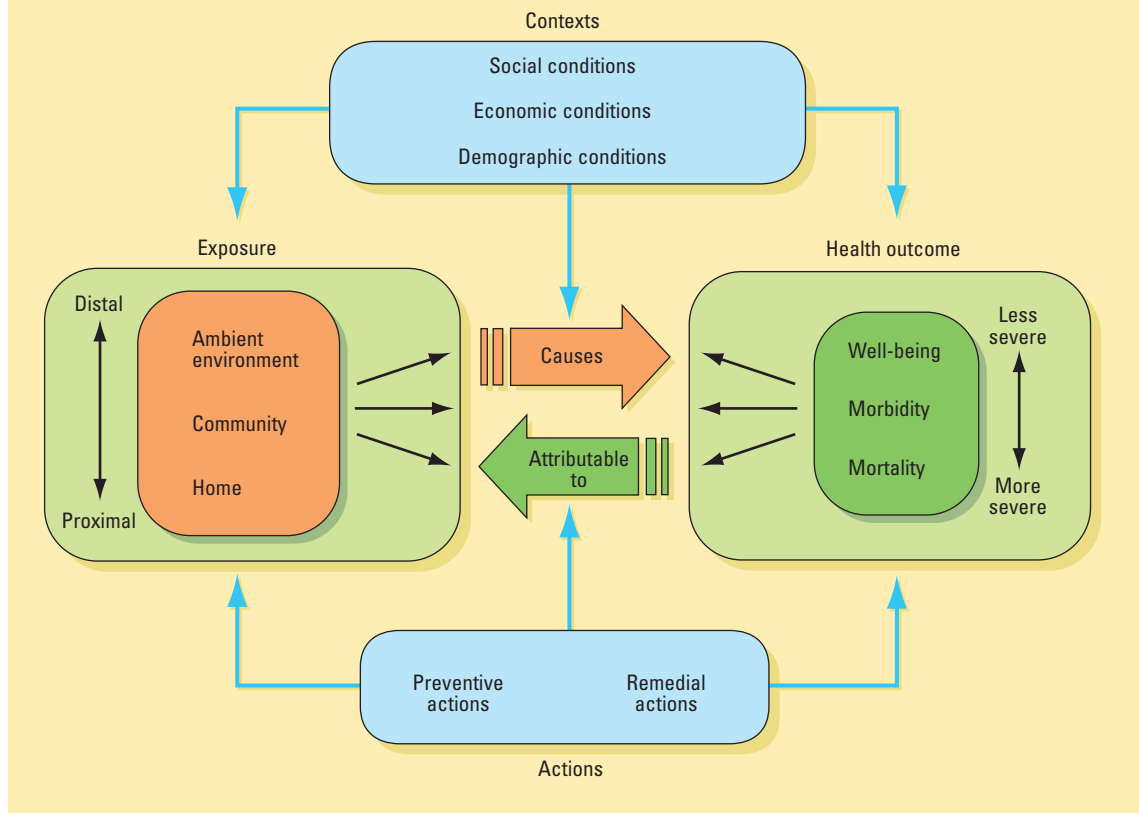 Contexts
Social conditions
Economic conditions
Demographic conditions
Exposure
Health outcome
Distal
Proximal
Ambient
environment
Community
Home
Causes
Attributable
to
Well-being
Morbidity
Mortality
Less
severe
More
severe
Preventive
actions
Remedial
actions
Actions